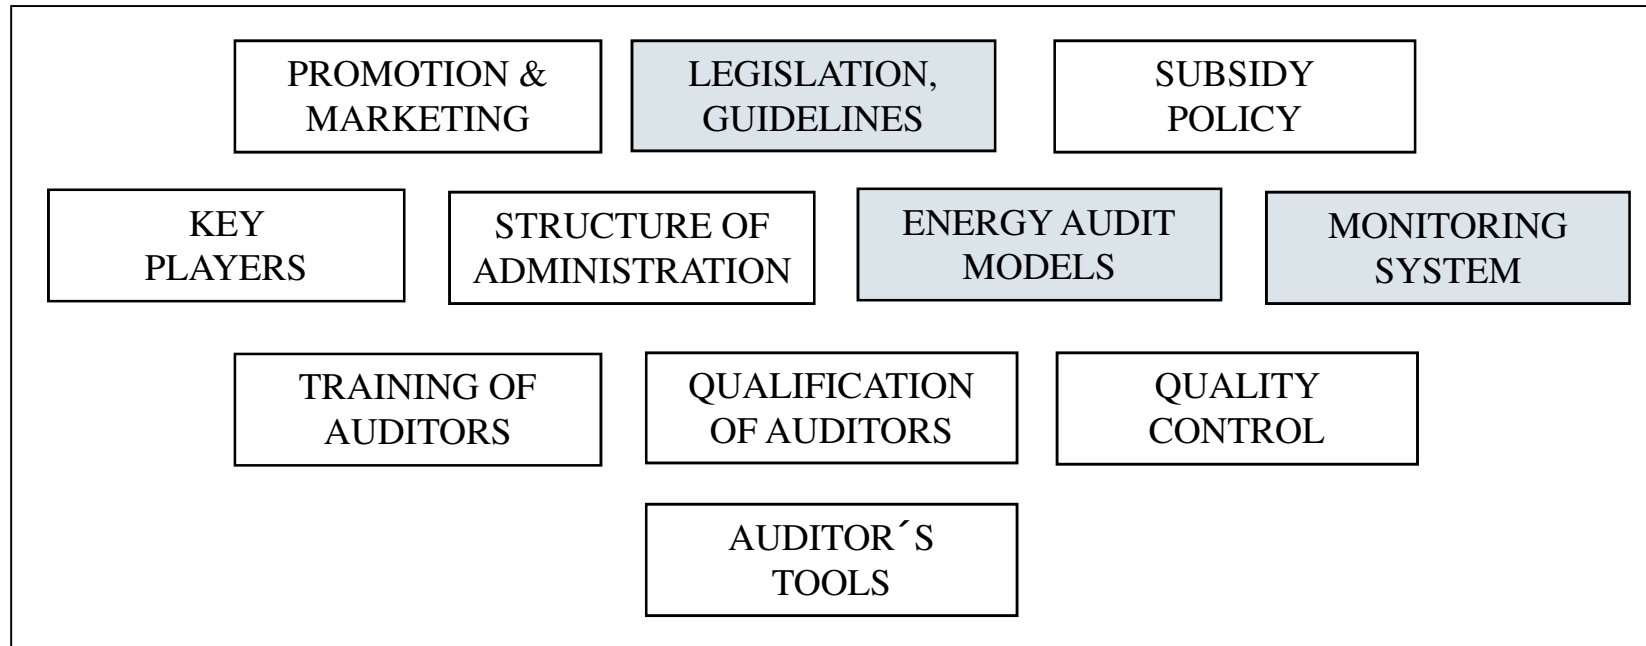 PROMOTION &
MARKETING
LEGISLATION,
GUIDELINES
SUBSIDY
POLICY
KEY
PLAYERS
STRUCTURE OF
ADMINISTRATION
ENERGY AUDIT
MODELS
MONITORING
SYSTEM
TRAINING OF
AUDITORS
QUALIFICATION
OF AUDITORS
QUALITY
CONTROL
AUDITOR´S
TOOLS